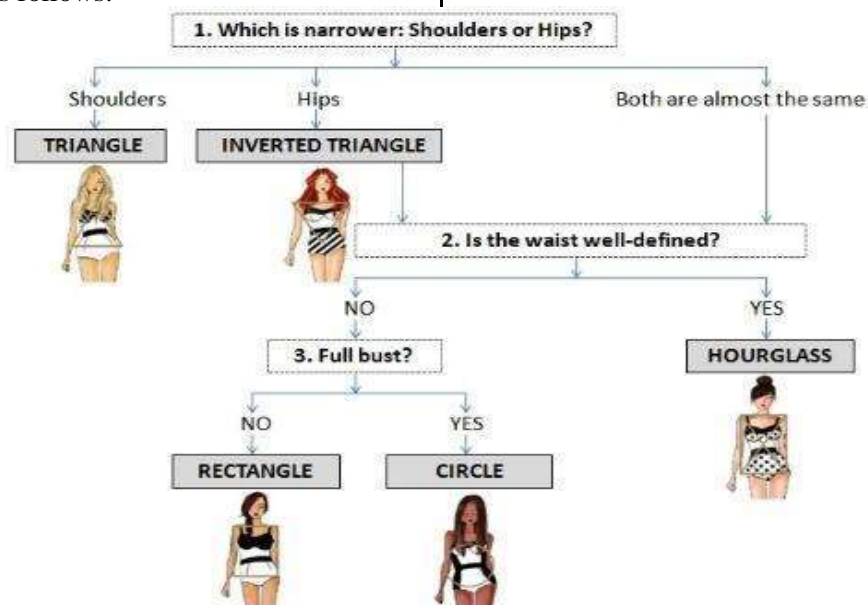 s follows.
1. Which is narrower: Shoulders or Hips?
Shoulders
Hips
Both are almost the same
TRIANGLE
INVERTED TRIANGLE
2. Is the waist well-defined?
NO
YES
3. Full bust?
HOURGLASS
NO
YES
RECTANGLE
CIRCLE